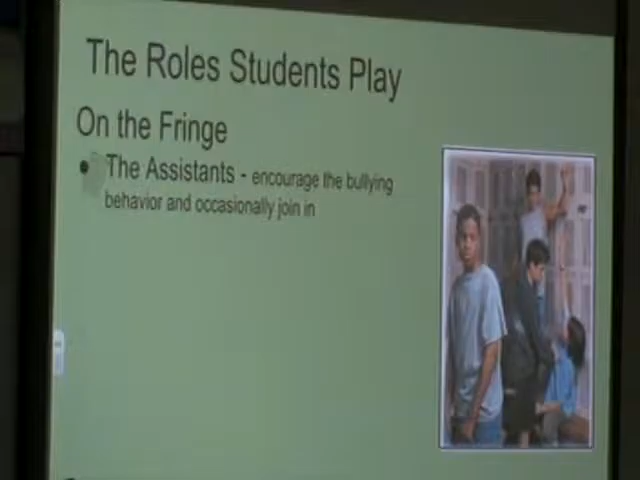 The Roles Students Play
On the Fringe
• The Assistants - encourage the bullying
behavior and occasionally join in